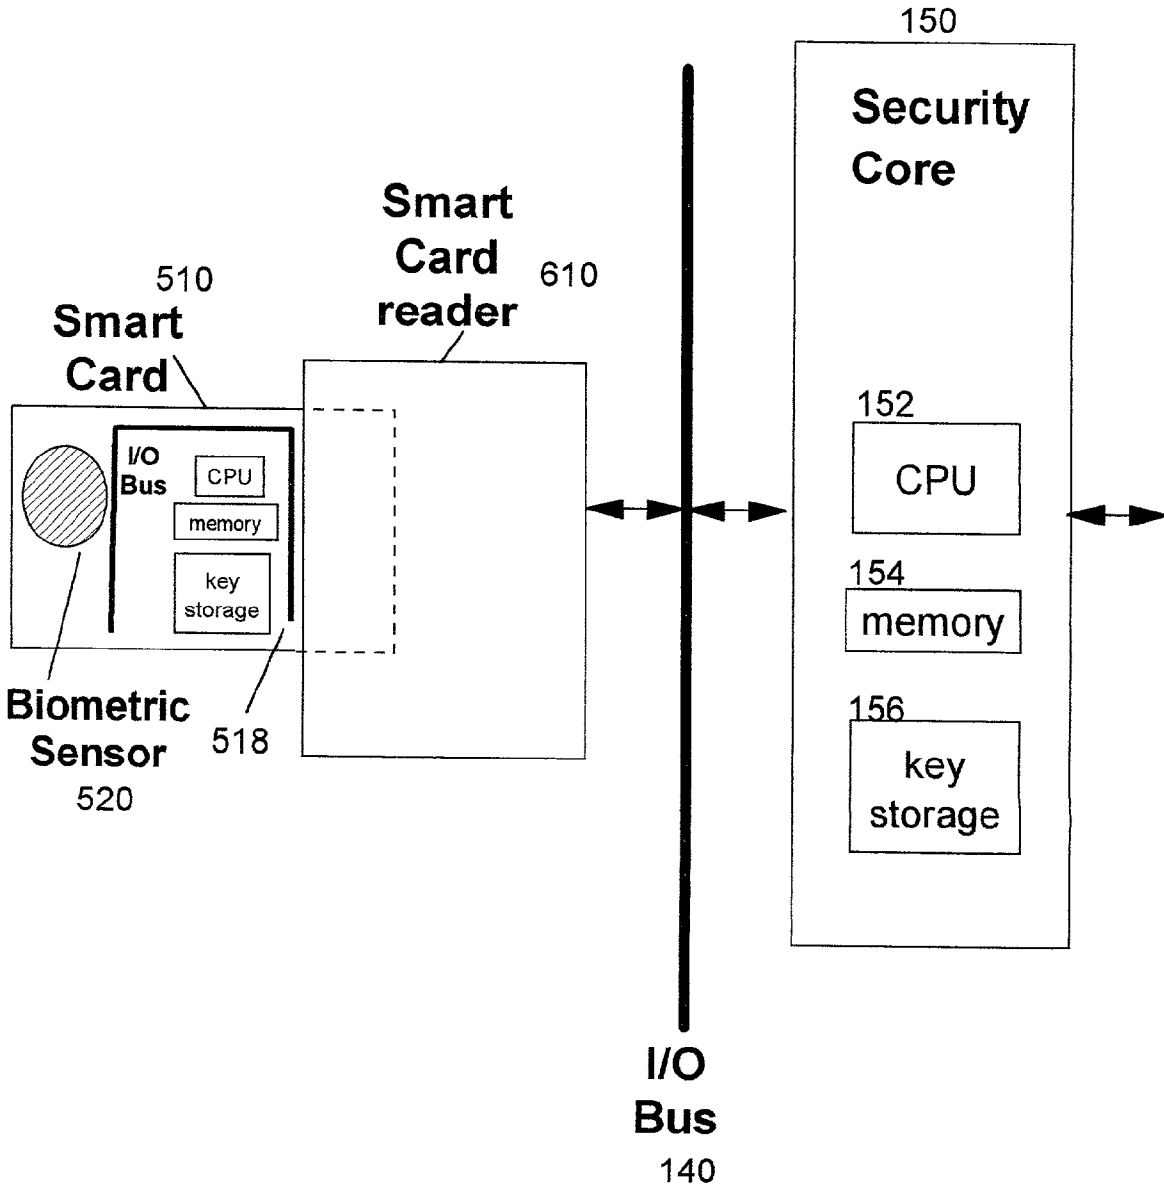 150
Security
Core
Smart
Card
reader
610
510
Smart
Card
I/O
Bus
CPU
memory
key
storage
Biometric
Sensor
520
518
152
CPU
154
memory
156
key
storage
I/O
Bus
140